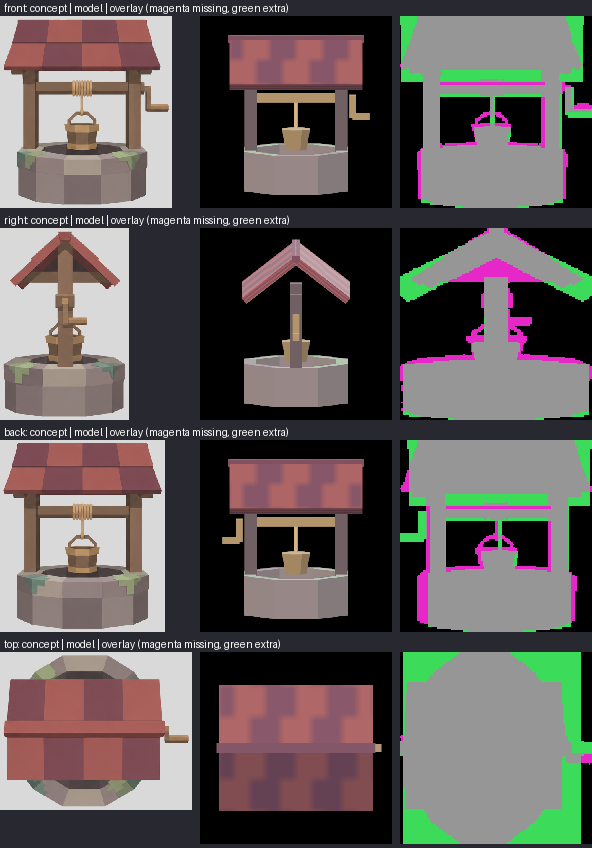 front: concept | model | overlay (magenta missing, green extra)
right: concept | model | overlay (magenta missing, green extra)
back: concept | model | overlay (magenta missing, green extra)
top: concept | model | overlay (magenta missing, green extra)